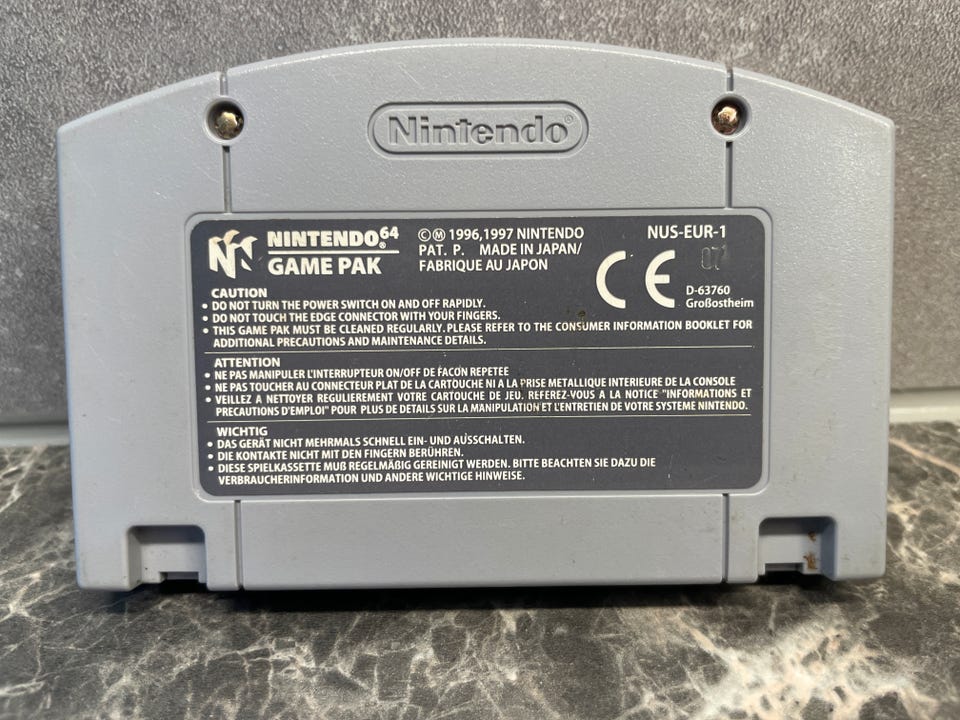 Nintendo®
NINTENDO⁶⁴®
GAME PAK
©Ⓜ 1996,1997 NINTENDO
PAT. P. MADE IN JAPAN/
FABRIQUE AU JAPON
NUS-EUR-1
07
CE
D-63760
Großostheim
CAUTION
• DO NOT TURN THE POWER SWITCH ON AND OFF RAPIDLY.
• DO NOT TOUCH THE EDGE CONNECTOR WITH YOUR FINGERS.
• THIS GAME PAK MUST BE CLEANED REGULARLY. PLEASE REFER TO THE CONSUMER INFORMATION BOOKLET FOR
ADDITIONAL PRECAUTIONS AND MAINTENANCE DETAILS.
ATTENTION
• NE PAS MANIPULER L'INTERRUPTEUR ON/OFF DE FACON REPETEE
• NE PAS TOUCHER AU CONNECTEUR PLAT DE LA CARTOUCHE NI A LA PRISE METALLIQUE INTERIEURE DE LA CONSOLE
• VEILLEZ A NETTOYER REGULIEREMENT VOTRE CARTOUCHE DE JEU. REFEREZ-VOUS A LA NOTICE "INFORMATIONS ET
PRECAUTIONS D'EMPLOI" POUR PLUS DE DETAILS SUR LA MANIPULATION ET L'ENTRETIEN DE VOTRE SYSTEME NINTENDO.
WICHTIG
• DAS GERÄT NICHT MEHRMALS SCHNELL EIN- UND AUSSCHALTEN.
• DIE KONTAKTE NICHT MIT DEN FINGERN BERÜHREN.
• DIESE SPIELKASSETTE MUß REGELMÄßIG GEREINIGT WERDEN. BITTE BEACHTEN SIE DAZU DIE
VERBRAUCHERINFORMATION UND ANDERE WICHTIGE HINWEISE.